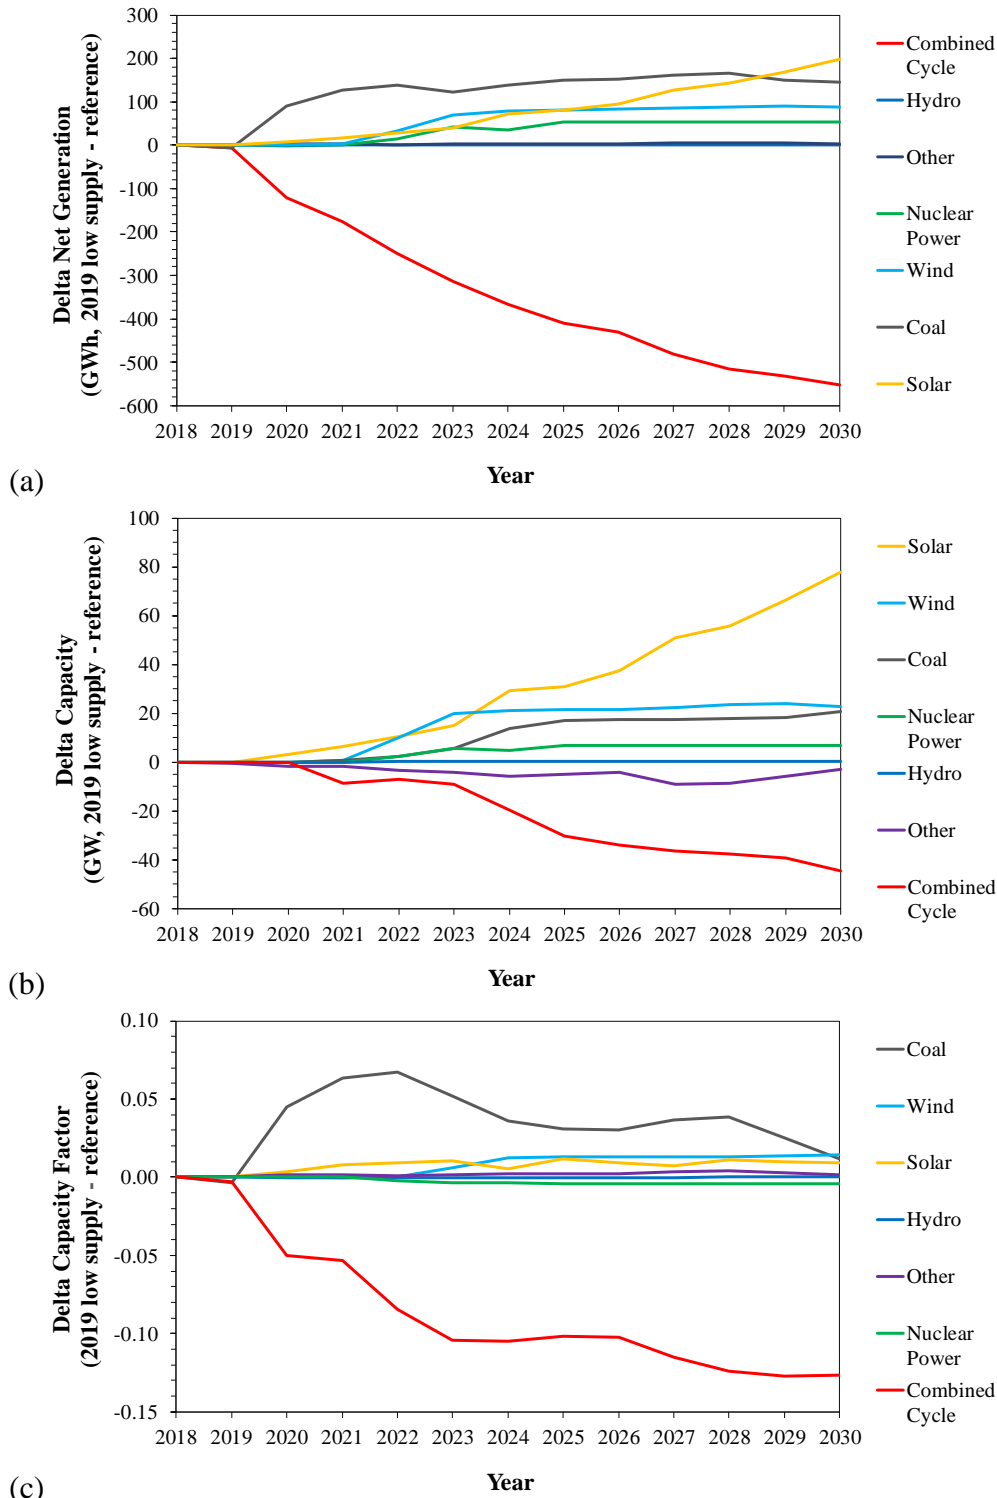 Delta Net Generation
(GWh, 2019 low supply - reference)
300
200
100
0
-100
-200
-300
-400
-500
-600
2018 2019 2020 2021 2022 2023 2024 2025 2026 2027 2028 2029 2030
Year
Combined
Cycle
Hydro
Other
Nuclear
Power
Wind
Coal
Solar
(a)
Delta Capacity
(GW, 2019 low supply - reference)
100
80
60
40
20
0
-20
-40
-60
2018 2019 2020 2021 2022 2023 2024 2025 2026 2027 2028 2029 2030
Year
Solar
Wind
Coal
Nuclear
Power
Hydro
Other
Combined
Cycle
(b)
Delta Capacity Factor
(2019 low supply - reference)
0.10
0.05
0.00
-0.05
-0.10
-0.15
2018 2019 2020 2021 2022 2023 2024 2025 2026 2027 2028 2029 2030
Year
Coal
Wind
Solar
Hydro
Other
Nuclear
Power
Combined
Cycle
(c)